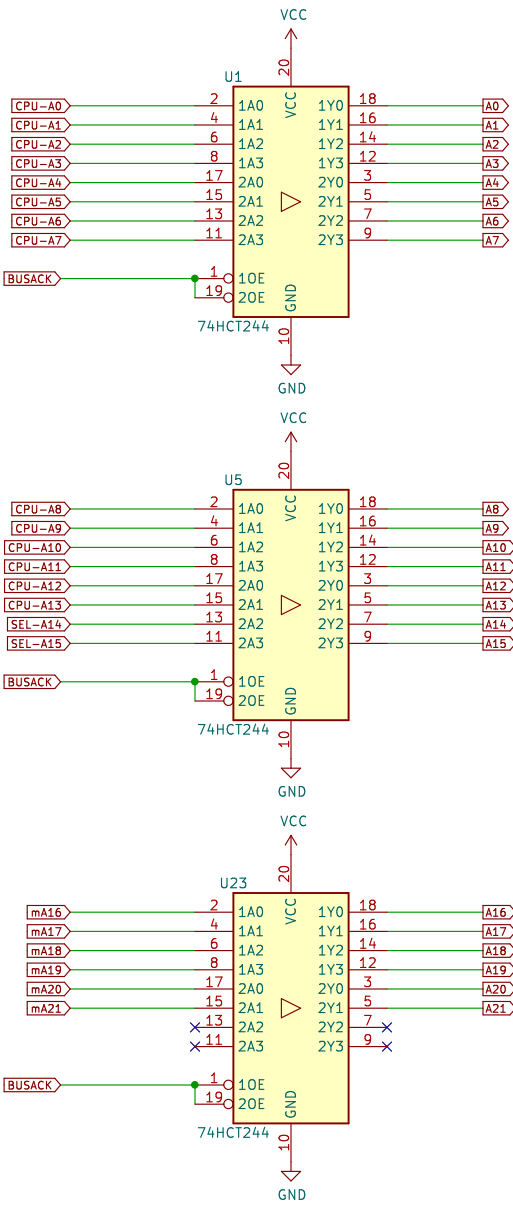 VCC
20
U1
VCC
CPU-A0 2 1A0 1Y0 18 A0
CPU-A1 4 1A1 1Y1 16 A1
CPU-A2 6 1A2 1Y2 14 A2
CPU-A3 8 1A3 1Y3 12 A3
CPU-A4 17 2A0 2Y0 3 A4
CPU-A5 15 2A1 2Y1 5 A5
CPU-A6 13 2A2 2Y2 7 A6
CPU-A7 11 2A3 2Y3 9 A7
BUSACK 1 1OE
19 2OE
GND
74HCT244
10
GND
VCC
20
U5
VCC
CPU-A8 2 1A0 1Y0 18 A8
CPU-A9 4 1A1 1Y1 16 A9
CPU-A10 6 1A2 1Y2 14 A10
CPU-A11 8 1A3 1Y3 12 A11
CPU-A12 17 2A0 2Y0 3 A12
CPU-A13 15 2A1 2Y1 5 A13
SEL-A14 13 2A2 2Y2 7 A14
SEL-A15 11 2A3 2Y3 9 A15
BUSACK 1 1OE
19 2OE
GND
74HCT244
10
GND
VCC
20
U23
VCC
mA16 2 1A0 1Y0 18 A16
mA17 4 1A1 1Y1 16 A17
mA18 6 1A2 1Y2 14 A18
mA19 8 1A3 1Y3 12 A19
mA20 17 2A0 2Y0 3 A20
mA21 15 2A1 2Y1 5 A21
13 2A2 2Y2 7
11 2A3 2Y3 9
BUSACK 1 1OE
19 2OE
GND
74HCT244
10
GND